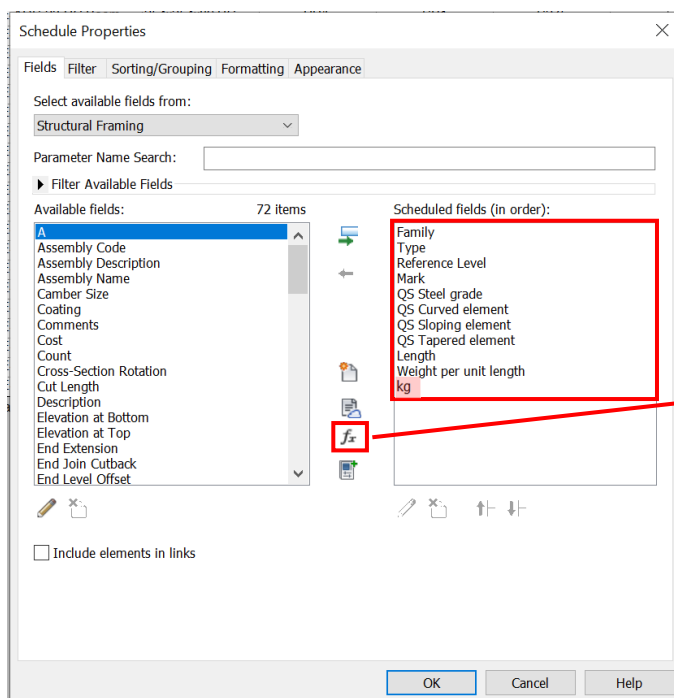 Schedule Properties
Fields Filter Sorting/Grouping Formatting Appearance
Select available fields from:
Structural Framing
Parameter Name Search:
Filter Available Fields
Available fields: 72 items
A
Assembly Code
Assembly Description
Assembly Name
Camber Size
Coating
Comments
Cost
Count
Cross-Section Rotation
Cut Length
Description
Elevation at Bottom
Elevation at Top
End Extension
End Join Cutback
End Level Offset
fx
Scheduled fields (in order):
Family
Type
Reference Level
Mark
QS Steel grade
QS Curved element
QS Sloping element
QS Tapered element
Length
Weight per unit length
kg
Include elements in links
OK Cancel Help